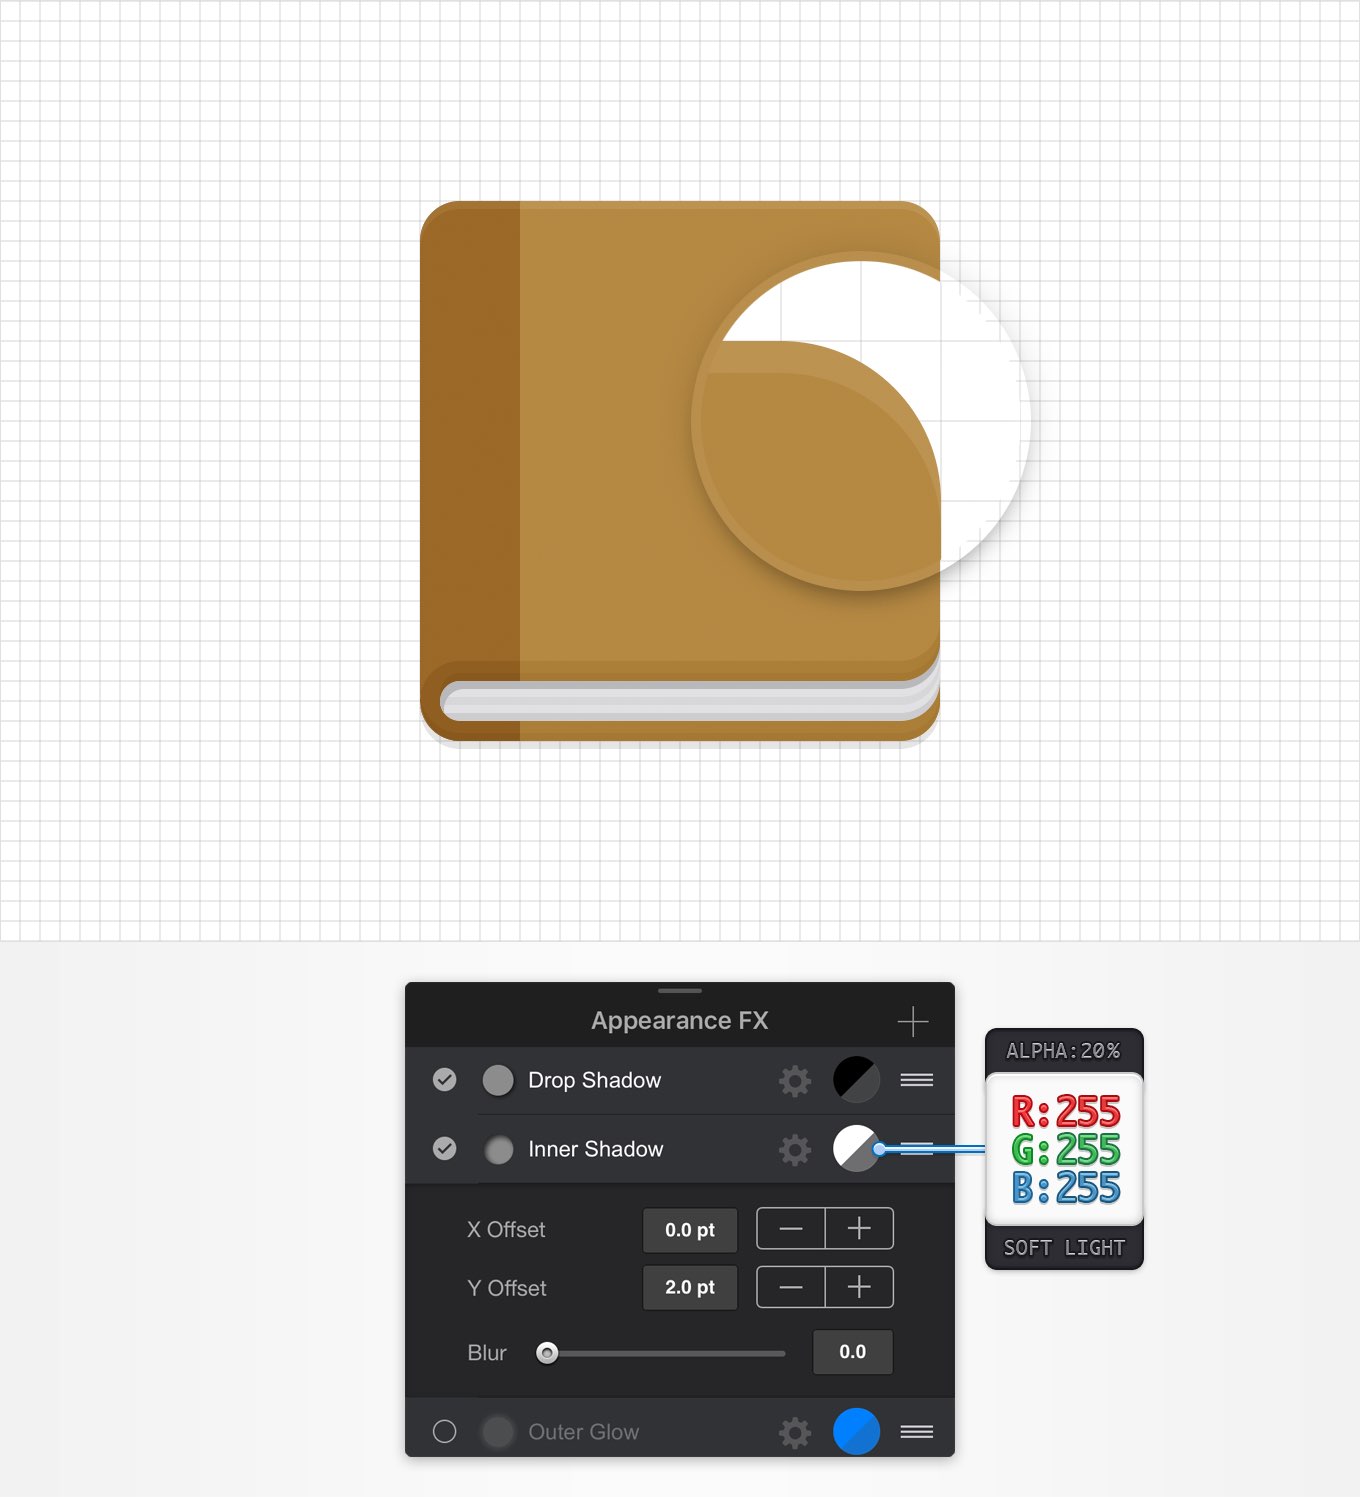 Appearance FX
Drop Shadow
Inner Shadow
X Offset 0.0 pt
Y Offset 2.0 pt
Blur 0.0
Outer Glow
ALPHA:20%
R:255
G:255
B:255
SOFT LIGHT